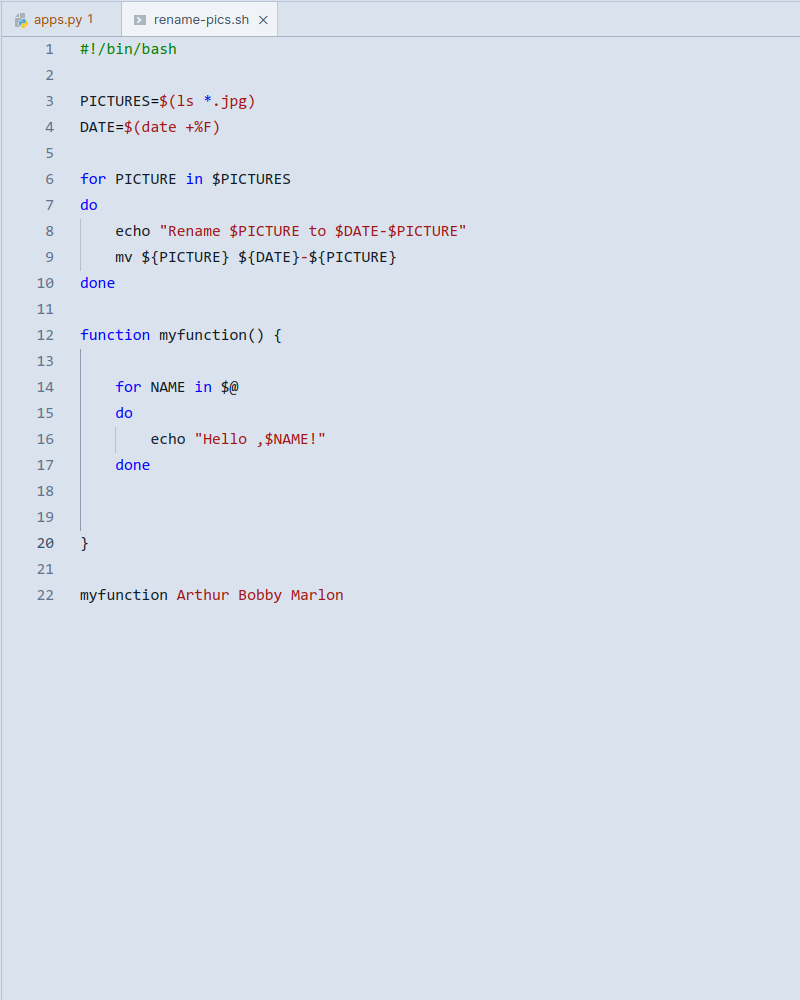 apps.py 1 rename-pics.sh
1 #!/bin/bash
2
3 PICTURES=$(ls *.jpg)
4 DATE=$(date +%F)
5
6 for PICTURE in $PICTURES
7 do
8     echo "Rename $PICTURE to $DATE-$PICTURE"
9     mv ${PICTURE} ${DATE}-${PICTURE}
10 done
11
12 function myfunction() {
13
14     for NAME in $@
15     do
16         echo "Hello ,$NAME!"
17     done
18
19
20 }
21
22 myfunction Arthur Bobby Marlon